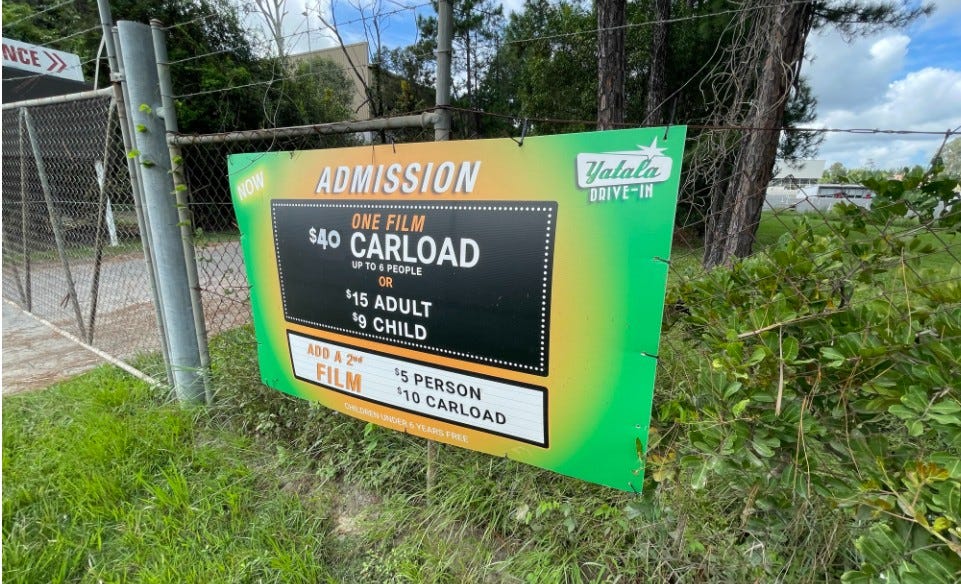 NCE >>
NOW
ADMISSION
Yatala
DRIVE-IN
ONE FILM
$40 CARLOAD
UP TO 6 PEOPLE
OR
$15 ADULT
$9 CHILD
ADD A 2nd
FILM
$5 PERSON
$10 CARLOAD
CHILDREN UNDER 6 YEARS FREE